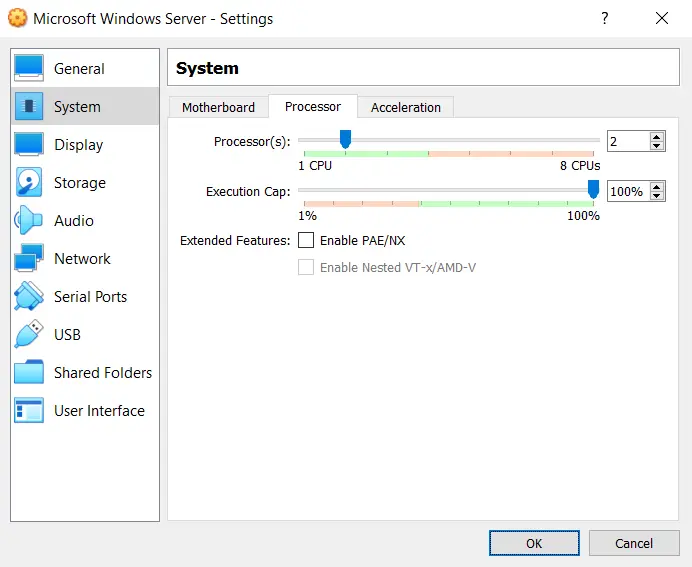 Microsoft Windows Server - Settings
?
General
System
Display
Storage
Audio
Network
Serial Ports
USB
Shared Folders
User Interface
System
Motherboard Processor Acceleration
Processor(s): 2
1 CPU 8 CPUs
Execution Cap: 100%
1% 100%
Extended Features: Enable PAE/NX
Enable Nested VT-x/AMD-V
OK Cancel